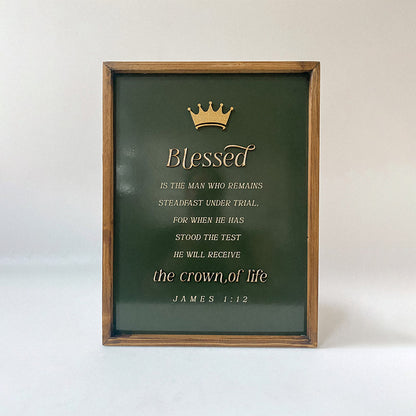 Blessed
IS THE MAN WHO REMAINS
STEADFAST UNDER TRIAL,
FOR WHEN HE HAS
STOOD THE TEST
HE WILL RECEIVE
the crown,of life
JAMES 1:12